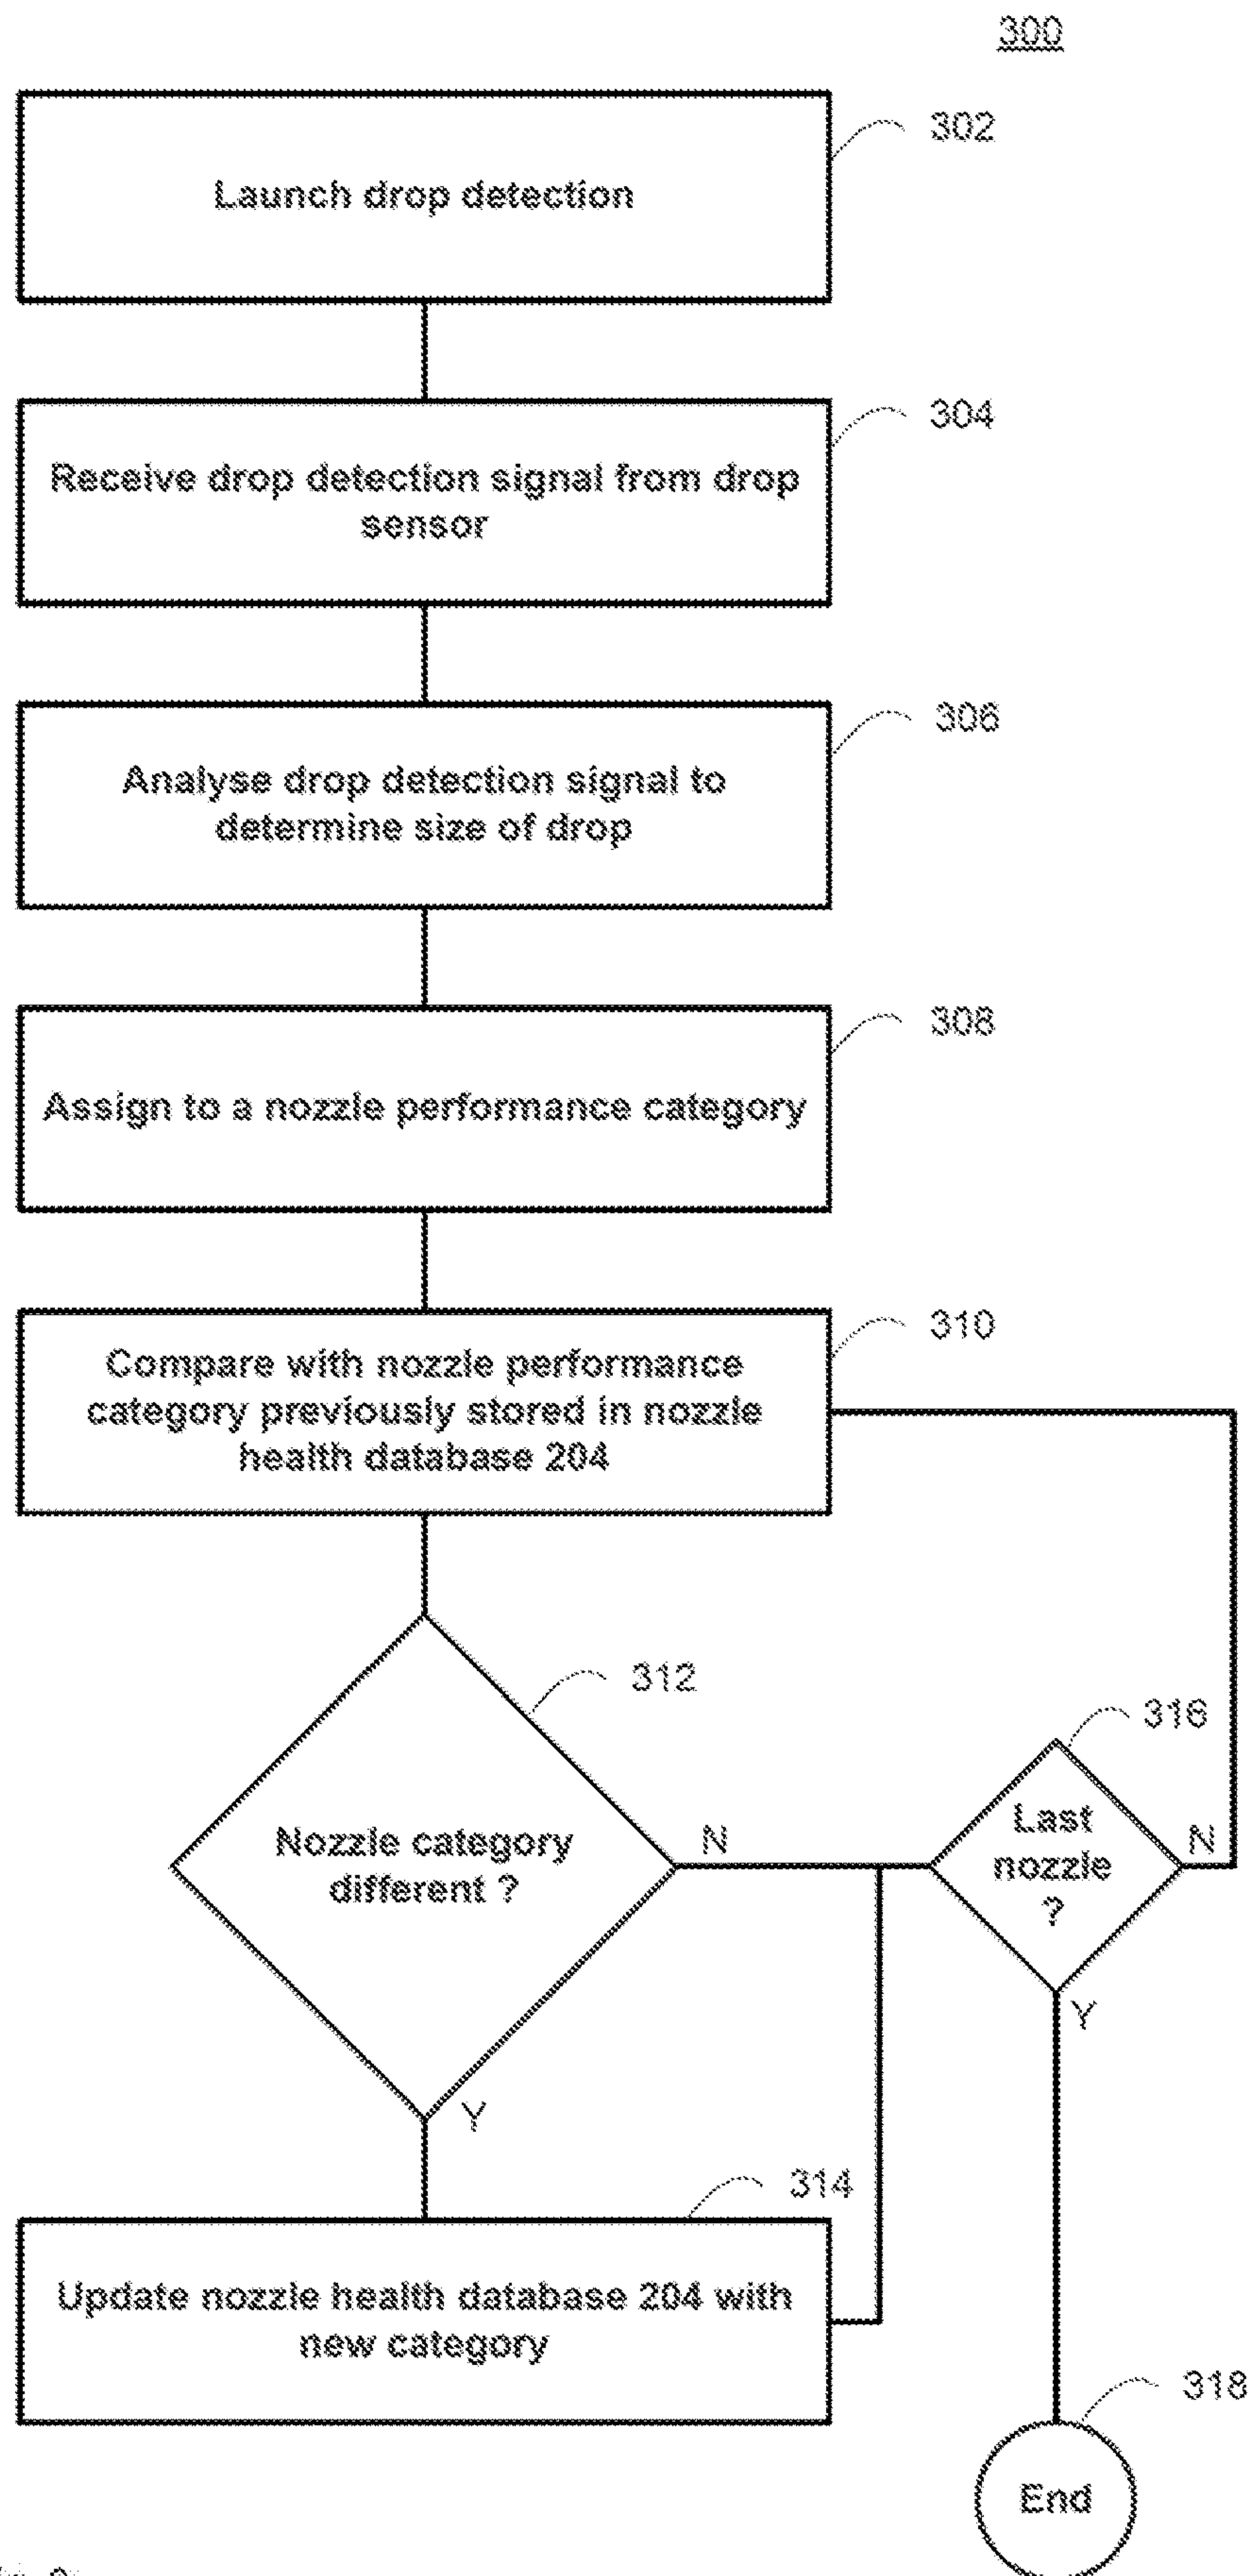 300
302
Launch drop detection
304
Receive drop detection signal from drop
sensor
306
Analyse drop detection signal to
determine size of drop
308
Assign to a nozzle performance category
310
Compare with nozzle performance
category previously stored in nozzle
health database 204
312
Nozzle category
different ?
N
Y
316
Last
nozzle
?
N
Y
314
Update nozzle health database 204 with
new category
318
End